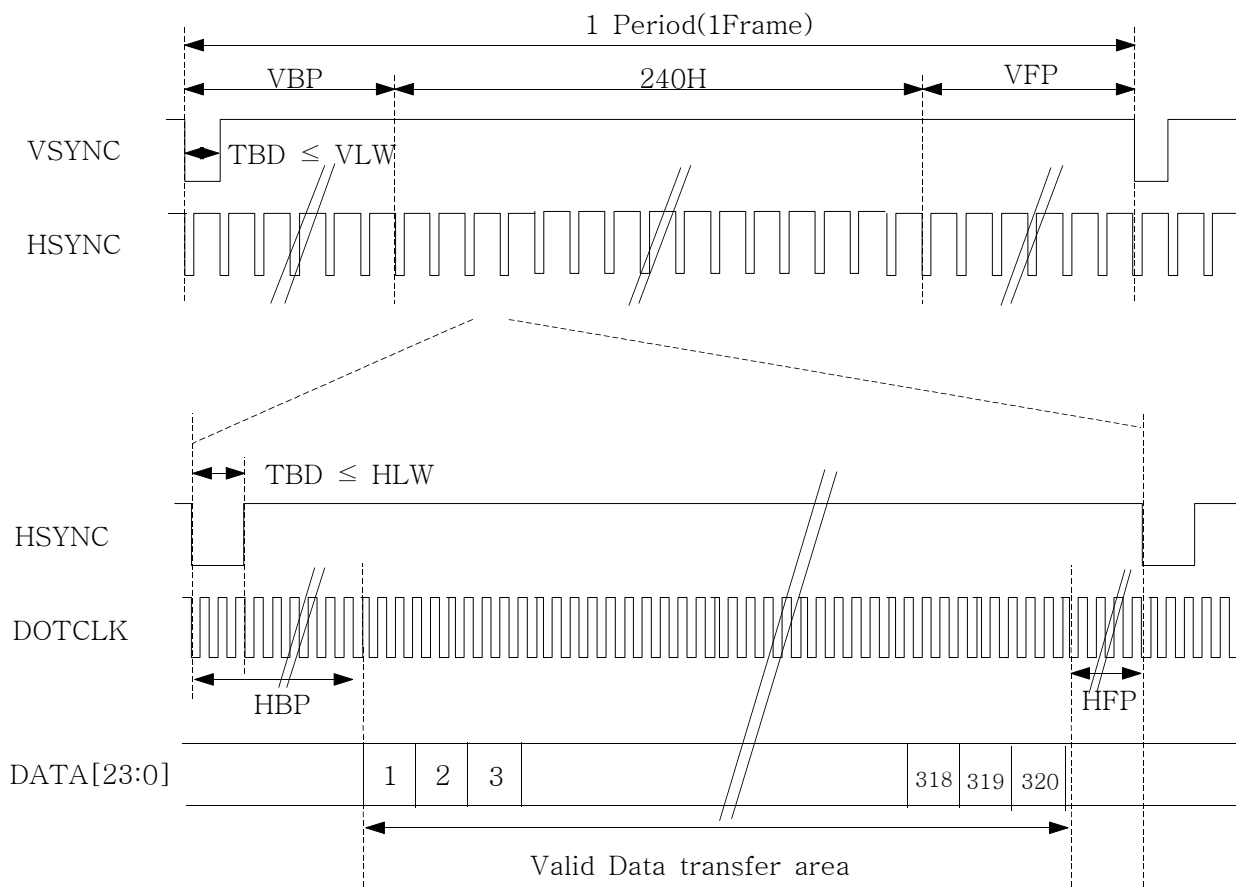 1 Period(1Frame)
VBP 240H VFP
VSYNC TBD ≤ VLW
HSYNC
TBD ≤ HLW
HSYNC
DOTCLK
HBP HFP
DATA[23:0] 1 2 3 318 319 320
Valid Data transfer area